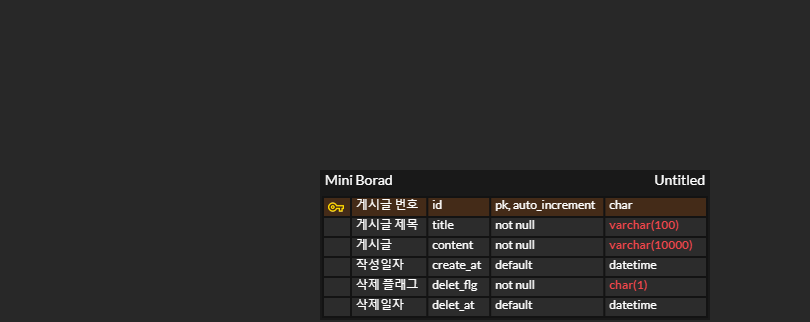 Mini Borad Untitled
게시글 번호 id pk, auto_increment char
게시글 제목 title not null varchar(100)
게시글 content not null varchar(10000)
작성일자 create_at default datetime
삭제 플래그 delet_flg not null char(1)
삭제일자 delet_at default datetime